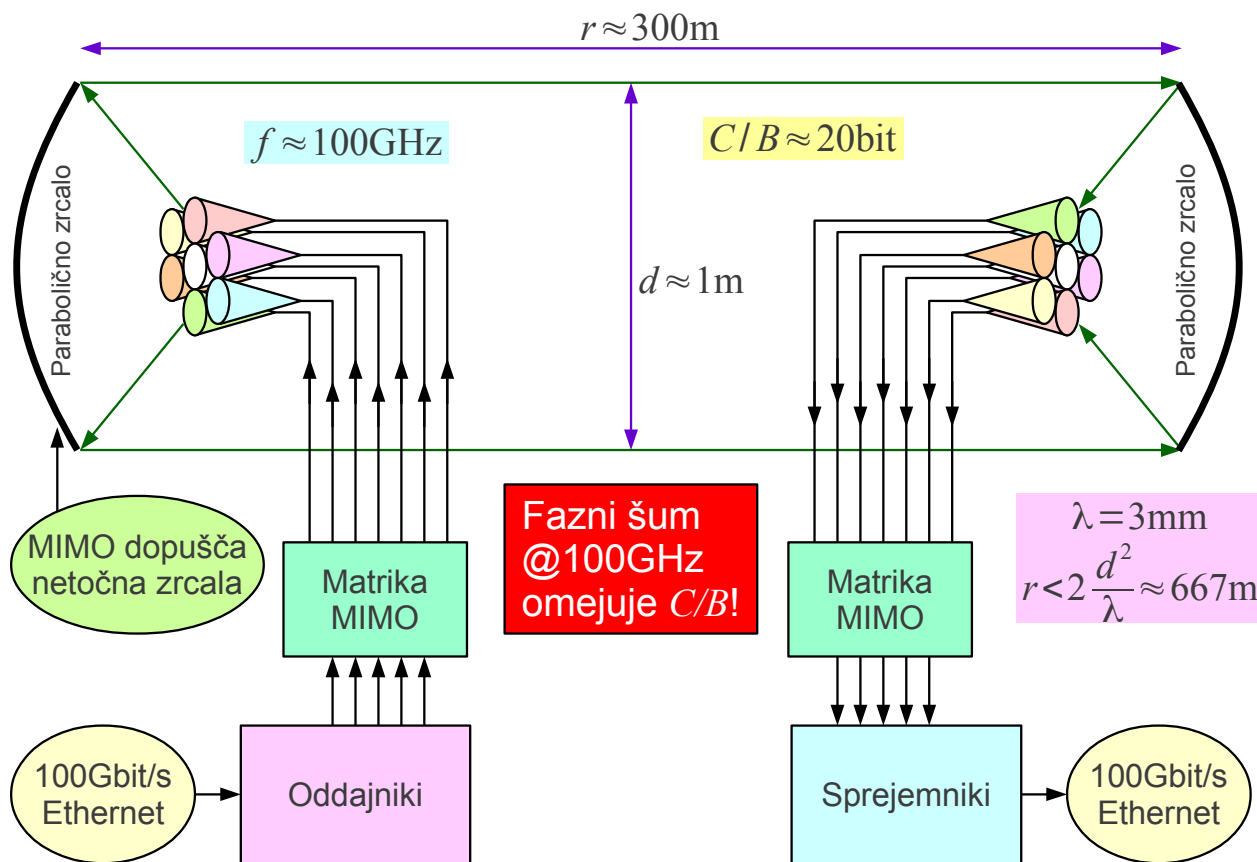 r≈300m
f≈100GHz
C/B≈20bit
Parabolično zrcalo
Parabolično zrcalo
d≈1m
MIMO dopušča
netočna zrcala
Matrika
MIMO
Fazni šum
@100GHz
omejuje C/B!
Matrika
MIMO
λ=3mm
r<2 d²/λ ≈667m
100Gbit/s
Ethernet
Oddajniki
Sprejemniki
100Gbit/s
Ethernet